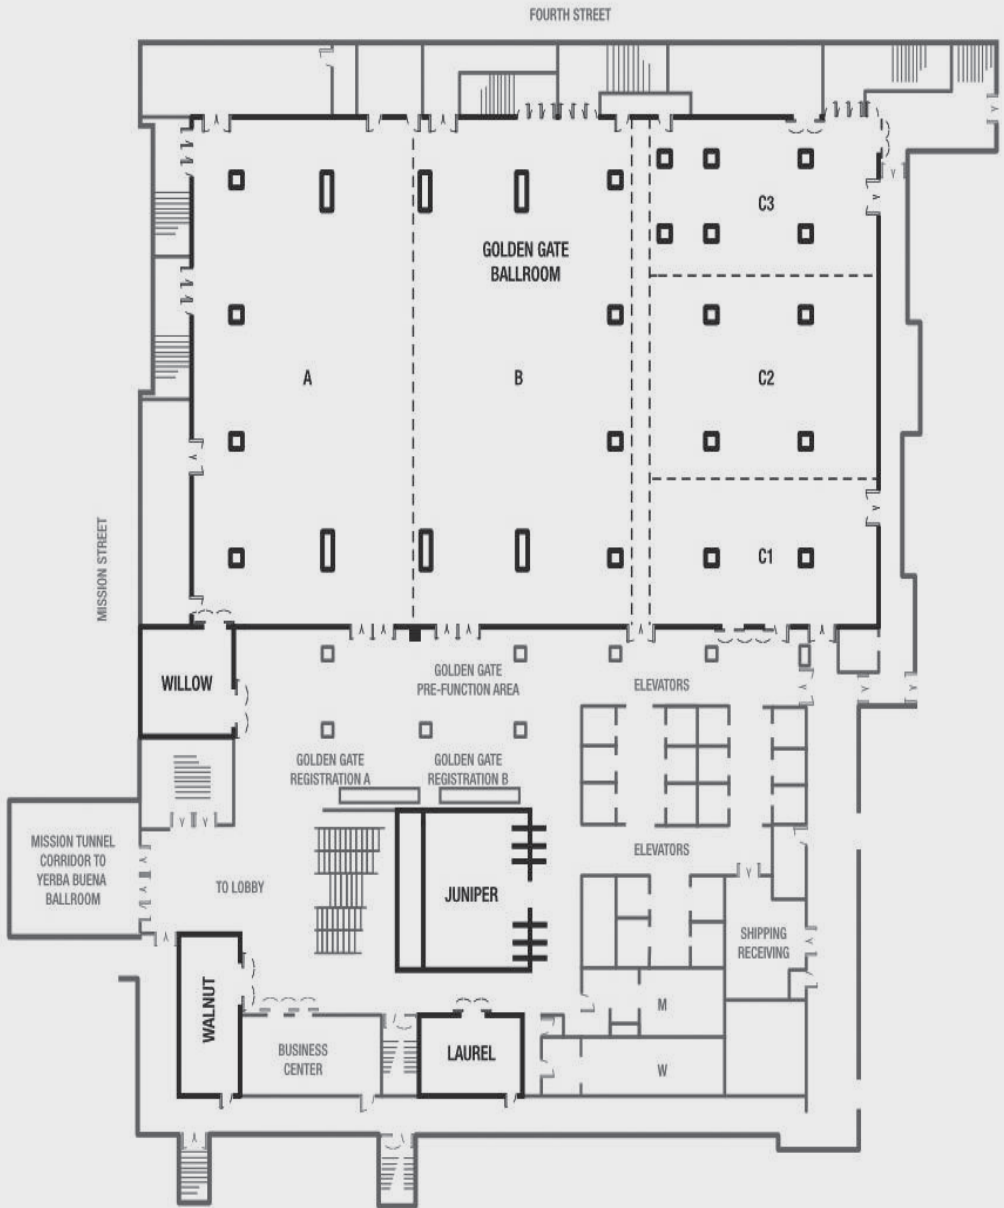 FOURTH STREET
C3
GOLDEN GATE
BALLROOM
A
B
C2
MISSION STREET
C1
WILLOW
GOLDEN GATE
PRE-FUNCTION AREA
ELEVATORS
GOLDEN GATE
REGISTRATION A
GOLDEN GATE
REGISTRATION B
MISSION TUNNEL
CORRIDOR TO
YERBA BUENA
BALLROOM
TO LOBBY
JUNIPER
ELEVATORS
SHIPPING
RECEIVING
WALNUT
M
BUSINESS
CENTER
LAUREL
W